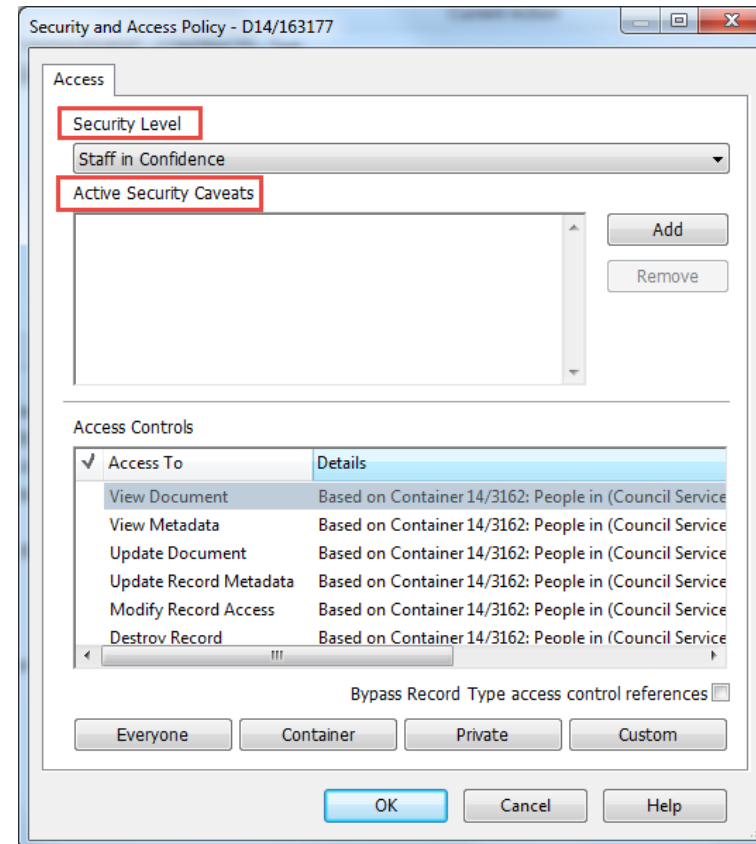 Security and Access Policy - D14/163177
Access
Security Level
Staff in Confidence
Active Security Caveats
Add
Remove
Access Controls
Access To Details
View Document Based on Container 14/3162: People in (Council Service
View Metadata Based on Container 14/3162: People in (Council Service
Update Document Based on Container 14/3162: People in (Council Service
Update Record Metadata Based on Container 14/3162: People in (Council Service
Modify Record Access Based on Container 14/3162: People in (Council Service
Destroy Record Based on Container 14/3162: People in (Council Service
Bypass Record Type access control references
Everyone Container Private Custom
OK Cancel Help